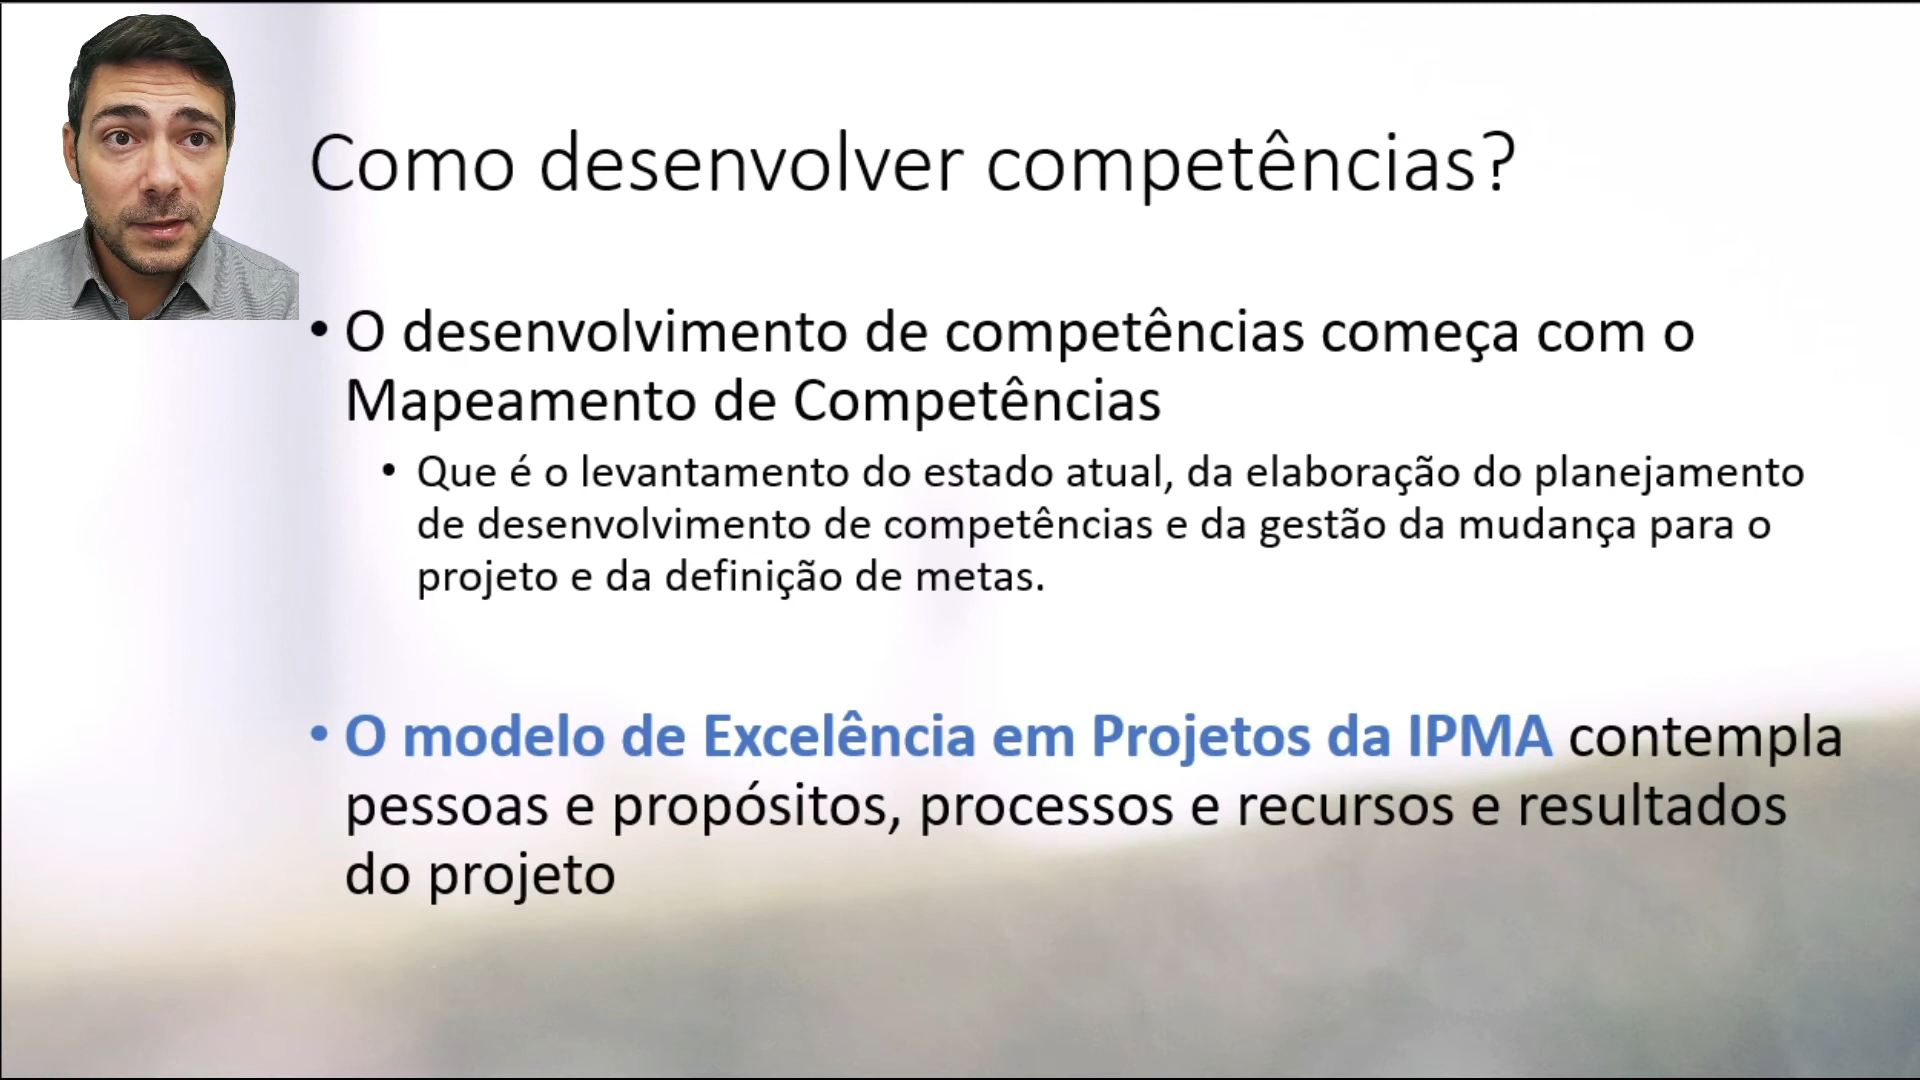 Como desenvolver competências?
• O desenvolvimento de competências começa com o
Mapeamento de Competências
• Que é o levantamento do estado atual, da elaboração do planejamento
de desenvolvimento de competências e da gestão da mudança para o
projeto e da definição de metas.
• O modelo de Excelência em Projetos da IPMA contempla
pessoas e propósitos, processos e recursos e resultados
do projeto